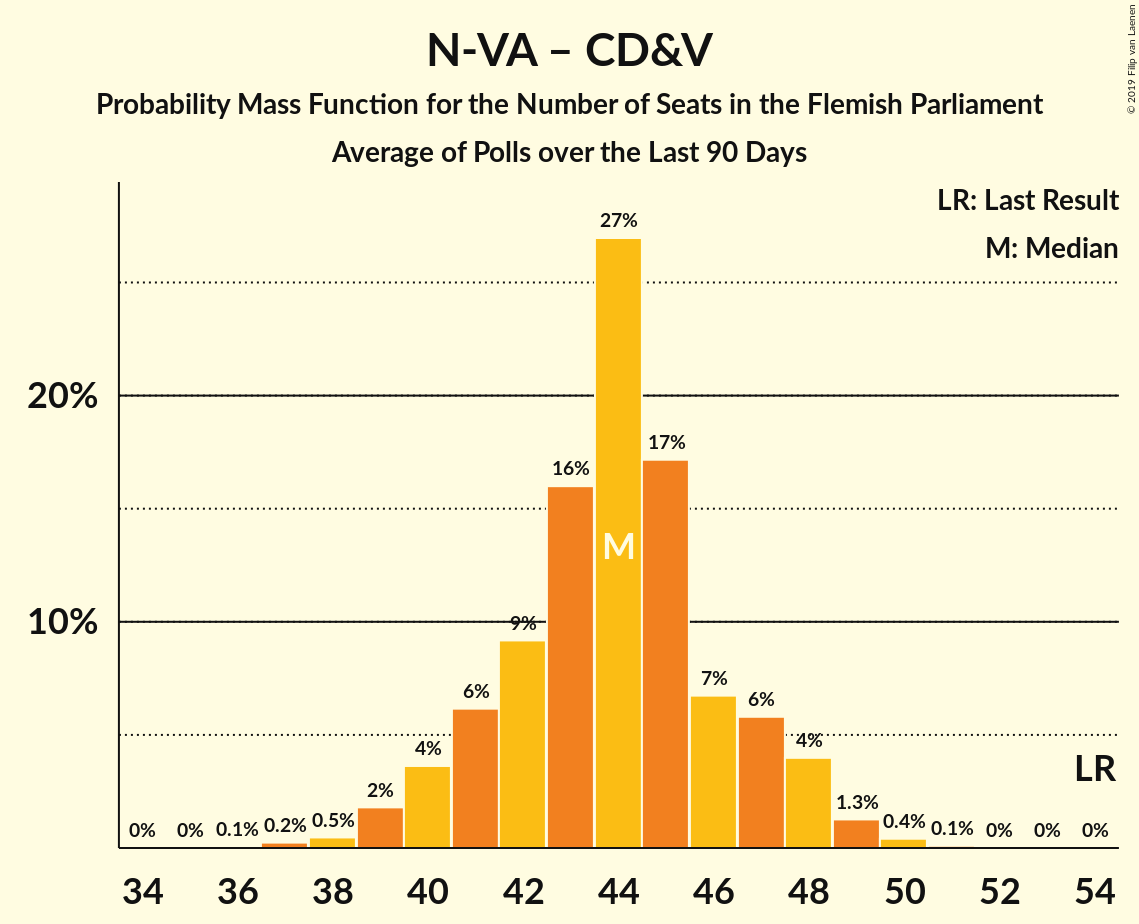 N-VA – CD&V
Probability Mass Function for the Number of Seats in the Flemish Parliament
Average of Polls over the Last 90 Days
© 2019 Filip van Laenen
LR: Last Result
M: Median
20%
10%
0% 0% 0.1% 0.2% 0.5% 2% 4% 6% 9% 16% 27% 17% 7% 6% 4% 1.3% 0.4% 0.1% 0% 0% 0%
M
LR
34 36 38 40 42 44 46 48 50 52 54